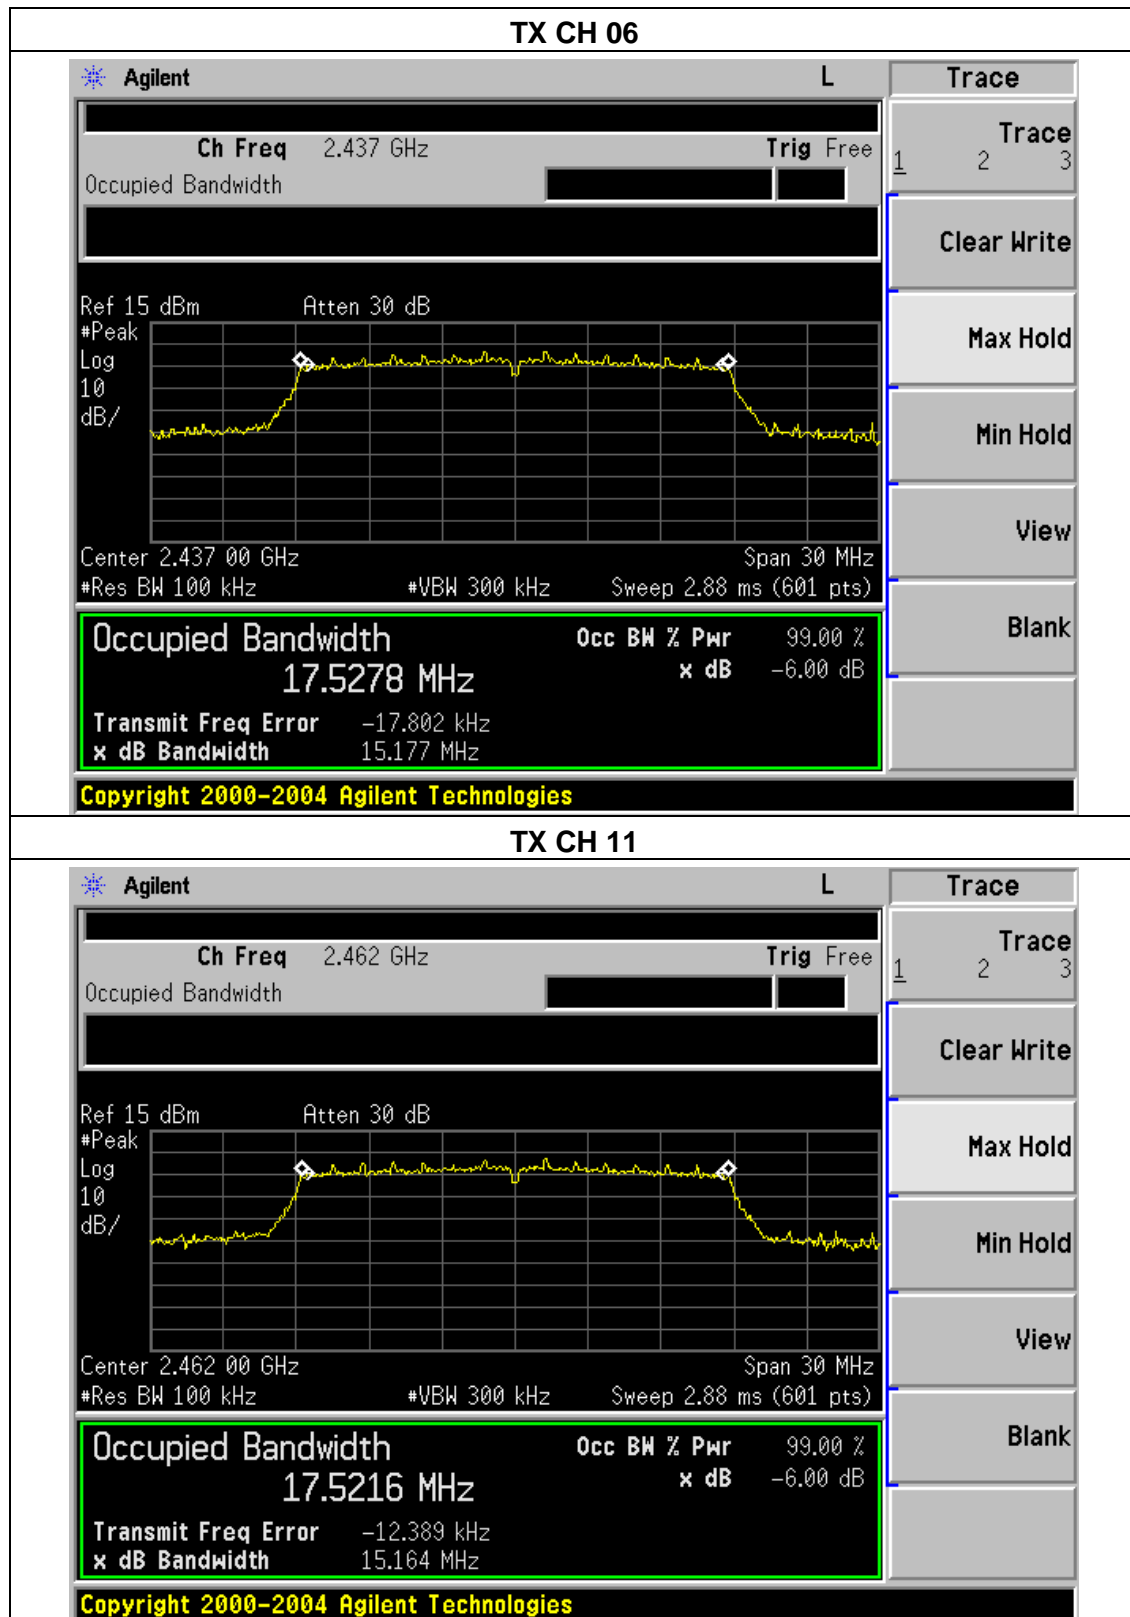 TX CH 06
Agilent L Trace
Ch Freq 2.437 GHz Trig Free
Occupied Bandwidth
Trace
1 2 3
Clear Write
Max Hold
Min Hold
View
Blank
Ref 15 dBm Atten 30 dB
#Peak
Log
10
dB/
Center 2.437 00 GHz Span 30 MHz
#Res BW 100 kHz #VBW 300 kHz Sweep 2.88 ms (601 pts)
Occupied Bandwidth Occ BW % Pwr 99.00 %
17.5278 MHz x dB -6.00 dB
Transmit Freq Error -17.802 kHz
x dB Bandwidth 15.177 MHz
Copyright 2000-2004 Agilent Technologies
TX CH 11
Agilent L Trace
Ch Freq 2.462 GHz Trig Free
Occupied Bandwidth
Trace
1 2 3
Clear Write
Max Hold
Min Hold
View
Blank
Ref 15 dBm Atten 30 dB
#Peak
Log
10
dB/
Center 2.462 00 GHz Span 30 MHz
#Res BW 100 kHz #VBW 300 kHz Sweep 2.88 ms (601 pts)
Occupied Bandwidth Occ BW % Pwr 99.00 %
17.5216 MHz x dB -6.00 dB
Transmit Freq Error -12.389 kHz
x dB Bandwidth 15.164 MHz
Copyright 2000-2004 Agilent Technologies